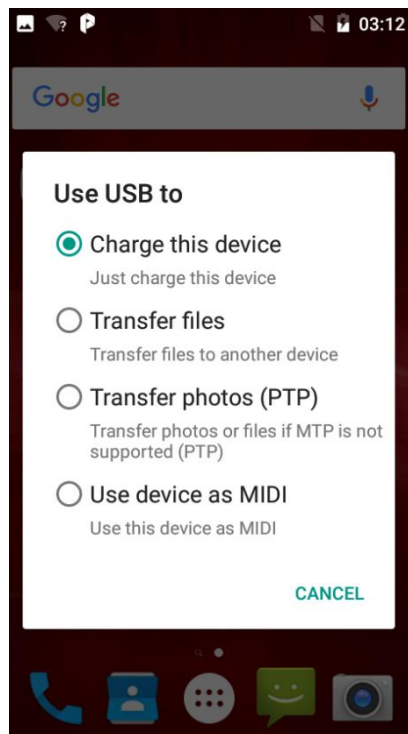 03:12
Google
Use USB to
Charge this device
Just charge this device
Transfer files
Transfer files to another device
Transfer photos (PTP)
Transfer photos or files if MTP is not
supported (PTP)
Use device as MIDI
Use this device as MIDI
CANCEL